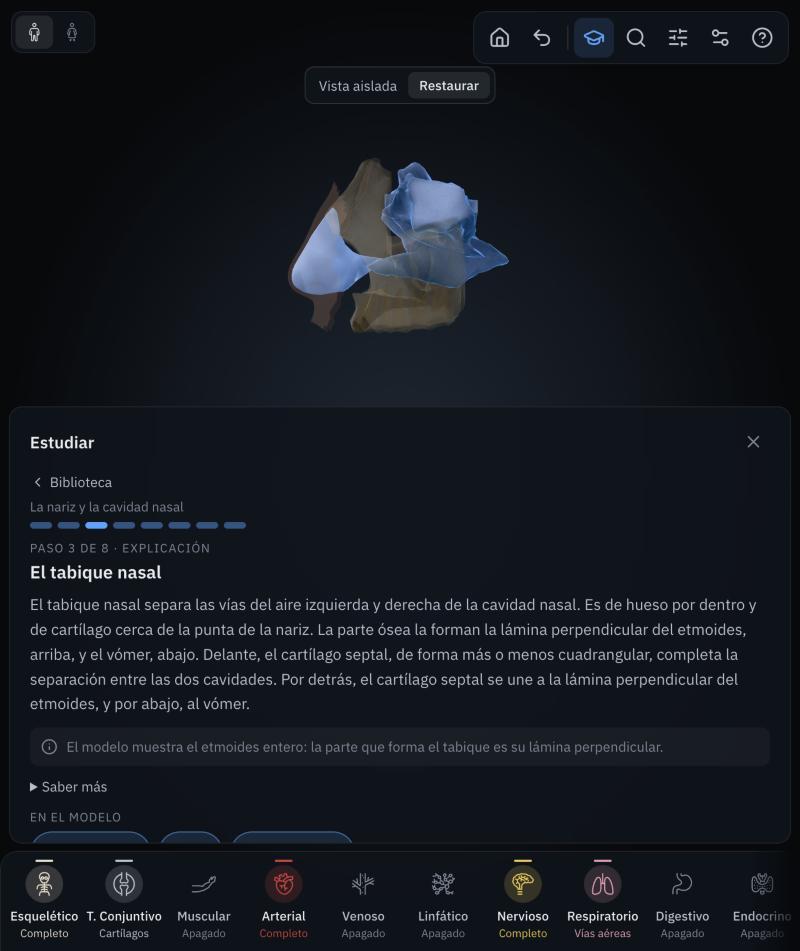 Vista aislada
Restaurar
Estudiar
Biblioteca
La nariz y la cavidad nasal
PASO 3 DE 8 · EXPLICACIÓN
El tabique nasal
El tabique nasal separa las vías del aire izquierda y derecha de la cavidad nasal. Es de hueso por dentro y
de cartílago cerca de la punta de la nariz. La parte ósea la forman la lámina perpendicular del etmoides,
arriba, y el vómer, abajo. Delante, el cartílago septal, de forma más o menos cuadrangular, completa la
separación entre las dos cavidades. Por detrás, el cartílago septal se une a la lámina perpendicular del
etmoides, y por abajo, al vómer.
El modelo muestra el etmoides entero: la parte que forma el tabique es su lámina perpendicular.
Saber más
EN EL MODELO
Esquelético
Completo
T. Conjuntivo
Cartílagos
Muscular
Apagado
Arterial
Completo
Venoso
Apagado
Linfático
Apagado
Nervioso
Completo
Respiratorio
Vías aéreas
Digestivo
Apagado
Endocrino
Apagado